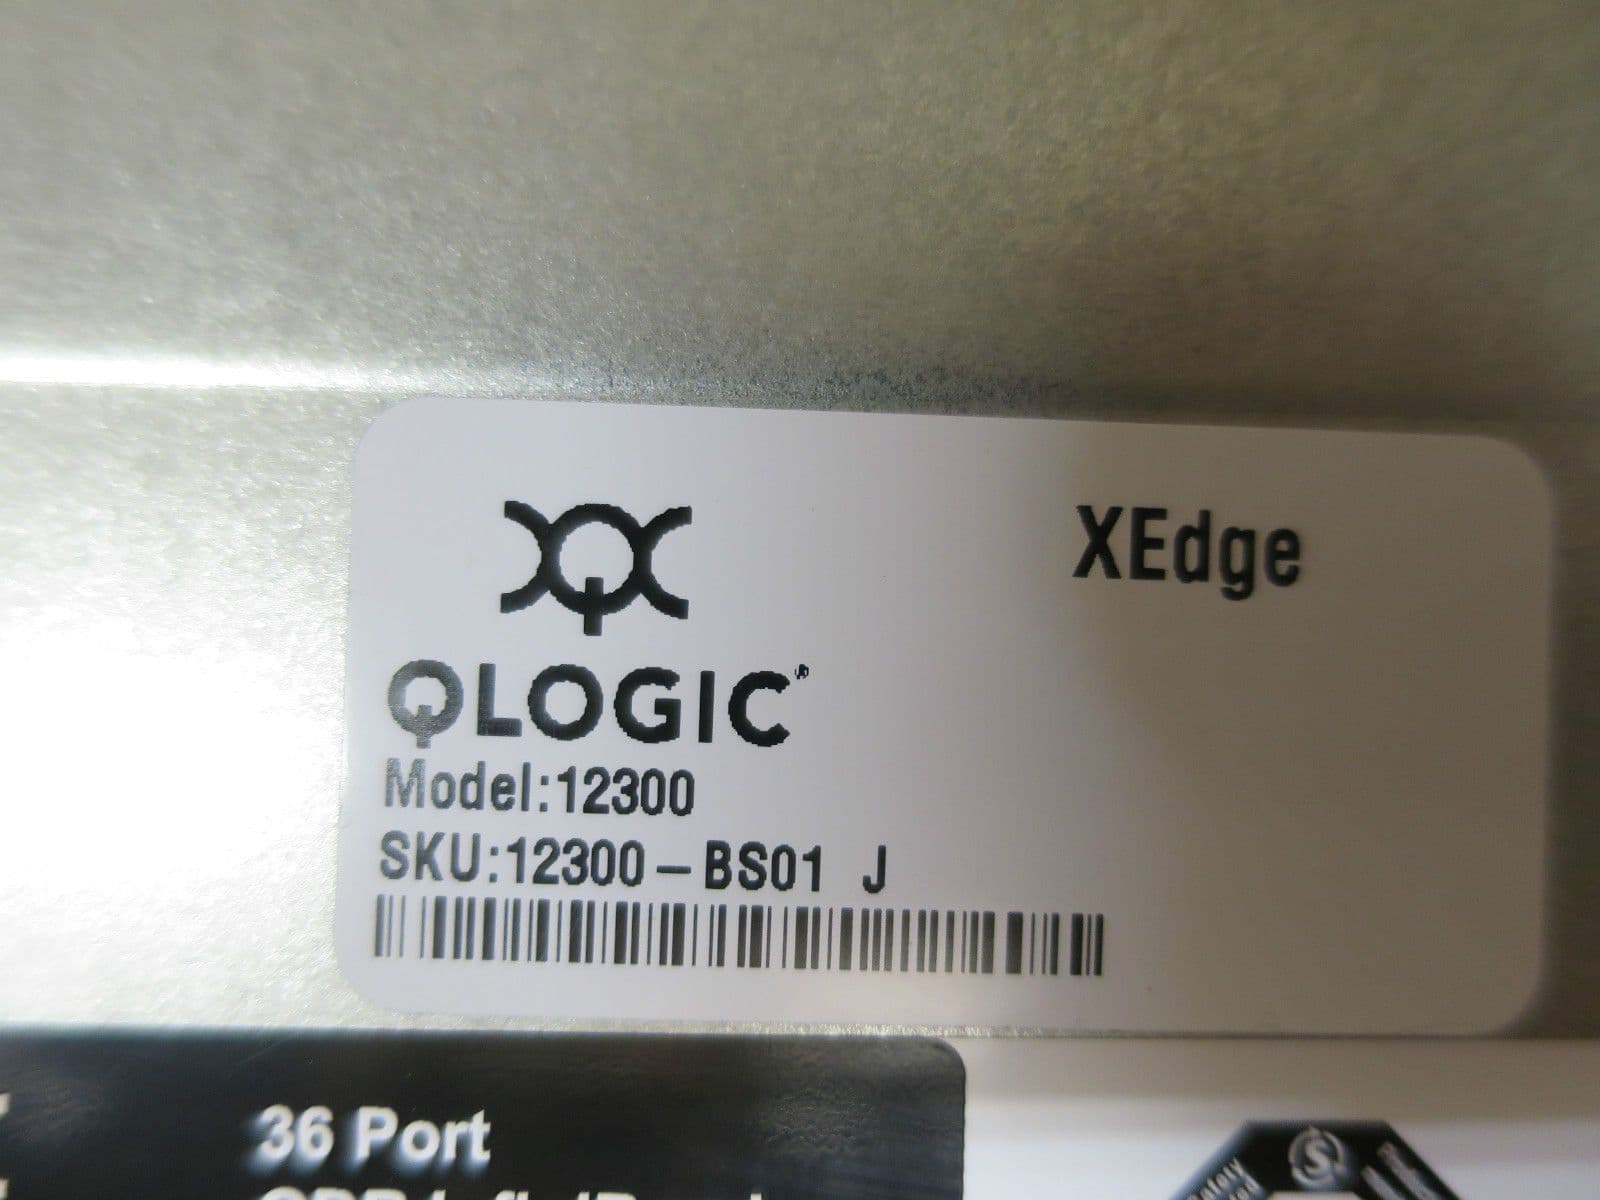 XEdge
QLOGIC®
Model:12300
SKU:12300-BS01 J
36 Port